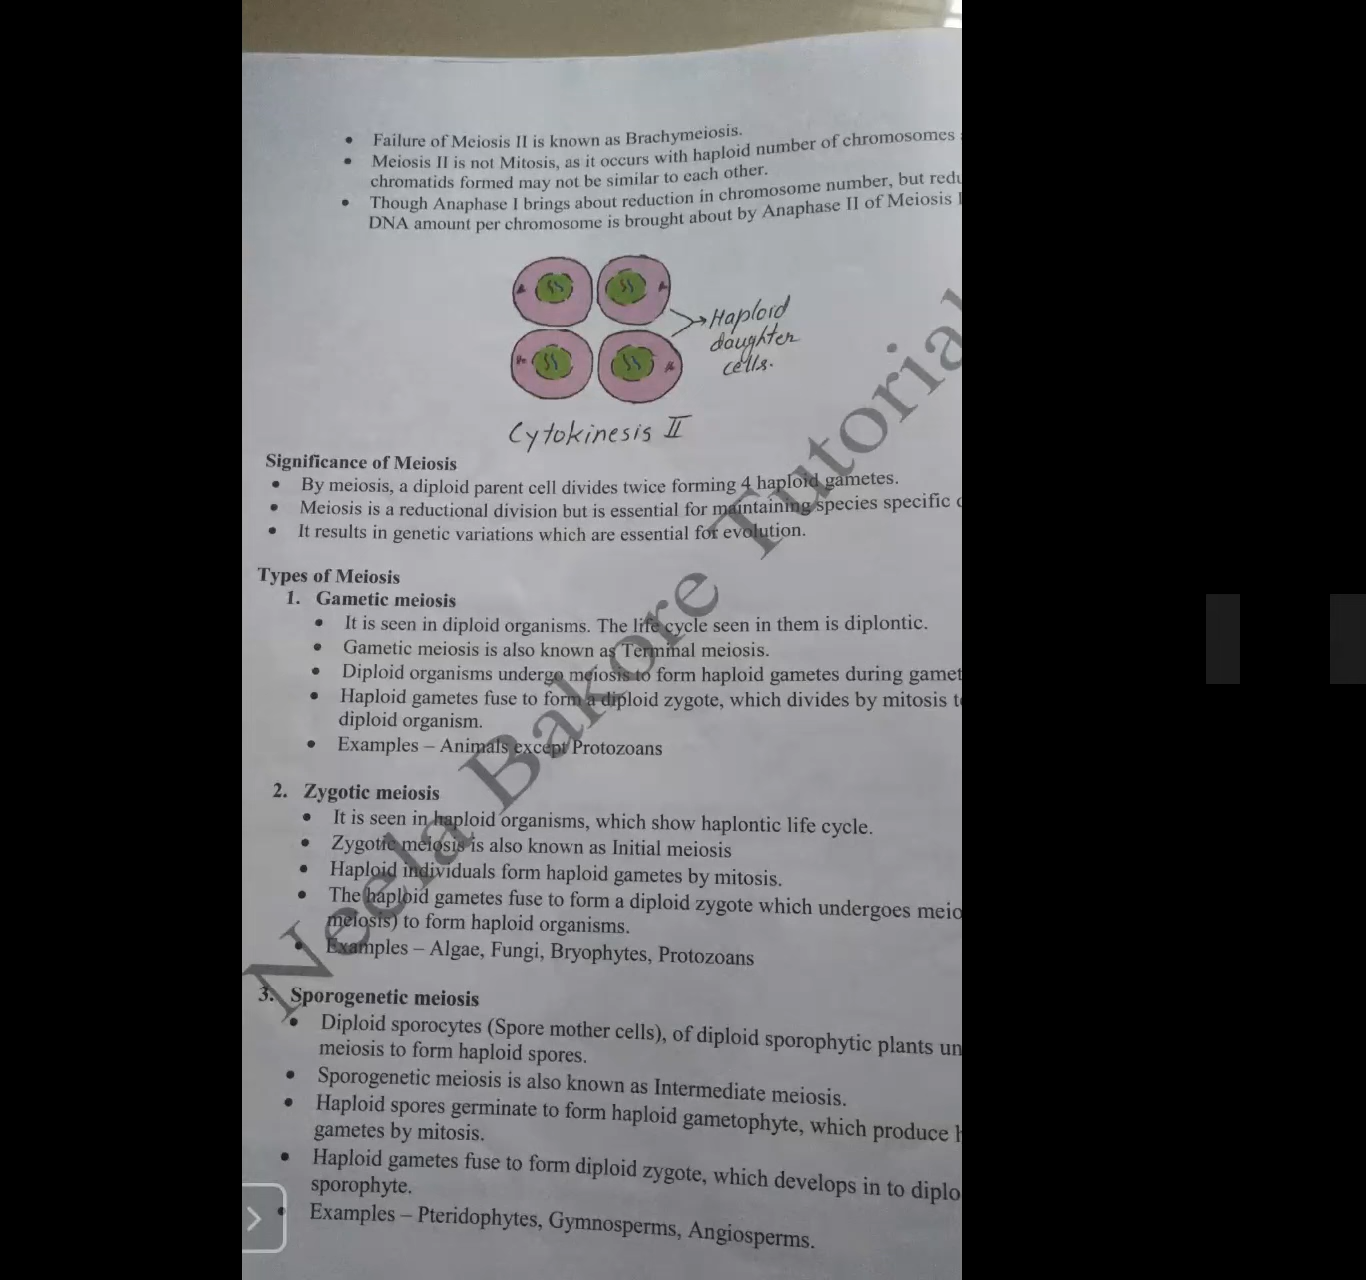 Failure of Meiosis II is known as Brachymeiosis.
Meiosis II is not Mitosis, as it occurs with haploid number of chromosomes
chromatids formed may not be similar to each other.
Though Anaphase I brings about reduction in chromosome number, but
DNA amount per chromosome is brought about by Anaphase II of Meiosis
Haploid
daughter
cells.
Cytokinesis II
Significance of Meiosis
By meiosis, a diploid parent cell divides twice forming 4 haploid gametes.
Meiosis is a reductional division but is essential for maintaining species specific
It results in genetic variations which are essential for evolution.
Types of Meiosis
1. Gametic meiosis
It is seen in diploid organisms. The life cycle seen in them is diplontic.
Gametic meiosis is also known as Terminal meiosis.
Diploid organisms undergo meiosis to form haploid gametes during
Haploid gametes fuse to form a diploid zygote, which divides by mitosis
diploid organism.
Examples – Animals except Protozoans
2. Zygotic meiosis
It is seen in haploid organisms, which show haplontic life cycle.
Zygotic meiosis is also known as Initial meiosis
Haploid individuals form haploid gametes by mitosis.
The haploid gametes fuse to form a diploid zygote which undergoes
meiosis) to form haploid organisms.
Examples – Algae, Fungi, Bryophytes, Protozoans
3. Sporogenetic meiosis
Diploid sporocytes (Spore mother cells), of diploid sporophytic plants
meiosis to form haploid spores.
Sporogenetic meiosis is also known as Intermediate meiosis.
Haploid spores germinate to form haploid gametophyte, which produce
gametes by mitosis.
Haploid gametes fuse to form diploid zygote, which develops in to
sporophyte.
Examples – Pteridophytes, Gymnosperms, Angiosperms.
Neela Bakore Tutorial